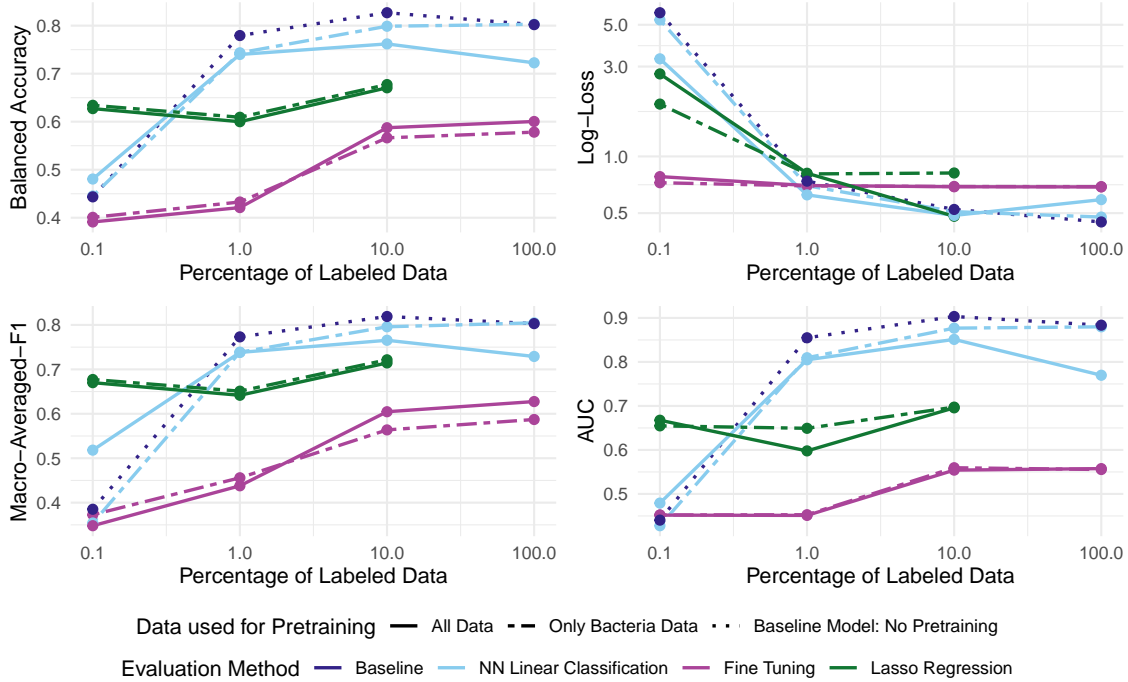 0.8
0.7
0.6
0.5
0.4
Balanced Accuracy
0.1 1.0 10.0 100.0
Percentage of Labeled Data
5.0
3.0
1.0
0.5
Log−Loss
0.1 1.0 10.0 100.0
Percentage of Labeled Data
0.8
0.7
0.6
0.5
0.4
Macro−Averaged−F1
0.1 1.0 10.0 100.0
Percentage of Labeled Data
0.9
0.8
0.7
0.6
0.5
AUC
0.1 1.0 10.0 100.0
Percentage of Labeled Data
Data used for Pretraining All Data Only Bacteria Data Baseline Model: No Pretraining
Evaluation Method Baseline NN Linear Classification Fine Tuning Lasso Regression